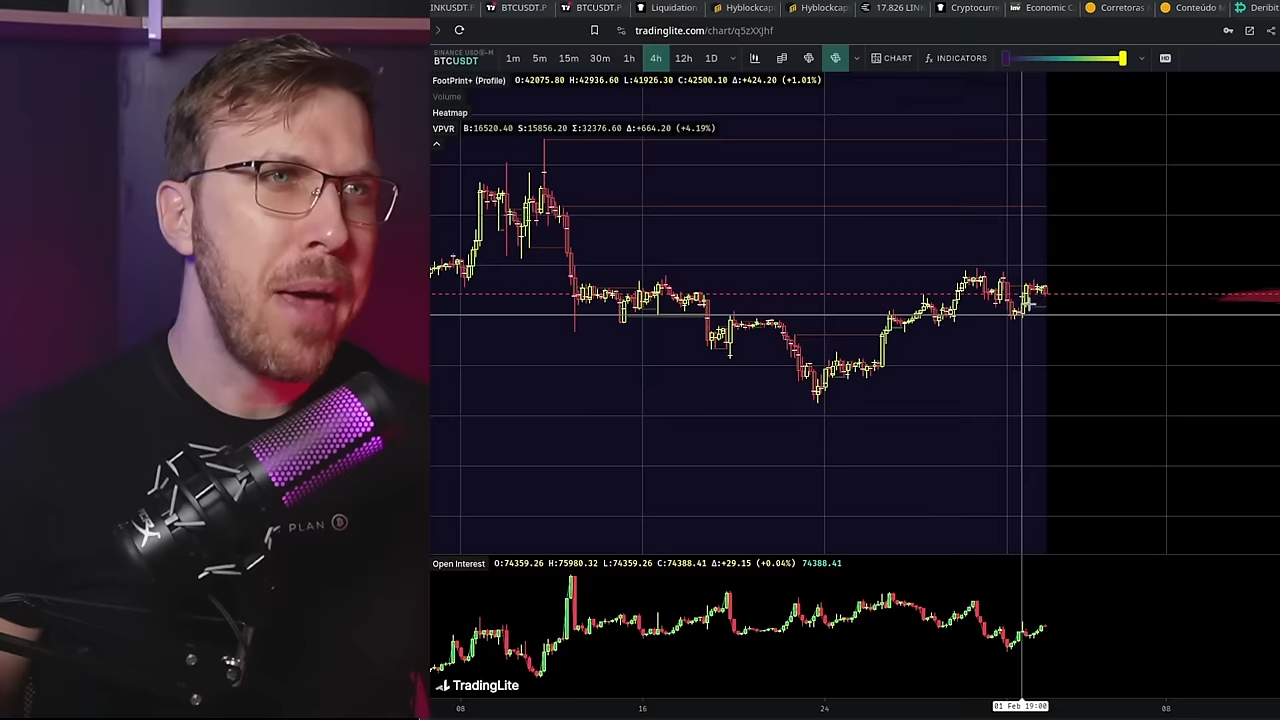 INKUSDT.P
BTCUSDT.P
BTCUSDT.P
Liquidation
Hyblockcap
Hyblockcap
17.826 LINK
Cryptocurre
Economic C
Corretoras
Conteúdo M
Deribit
tradinglite.com/chart/q5zXXJhf
BINANCE USDⓈ-M
BTCUSDT
1m 5m 15m 30m 1h 4h 12h 1D
CHART
INDICATORS
HD
FootPrint+ (Profile) O:42075.80 H:42936.60 L:41926.30 C:42500.10 Δ:+424.20 (+1.01%)
Volume
Heatmap
VPVR B:16520.40 S:15856.20 Σ:32376.60 Δ:+664.20 (+4.19%)
PLAN ₿
Open Interest O:74359.26 H:75980.32 L:74359.26 C:74388.41 Δ:+29.15 (+0.04%) 74388.41
TradingLite
08 16 24 01 Feb 19:00 08